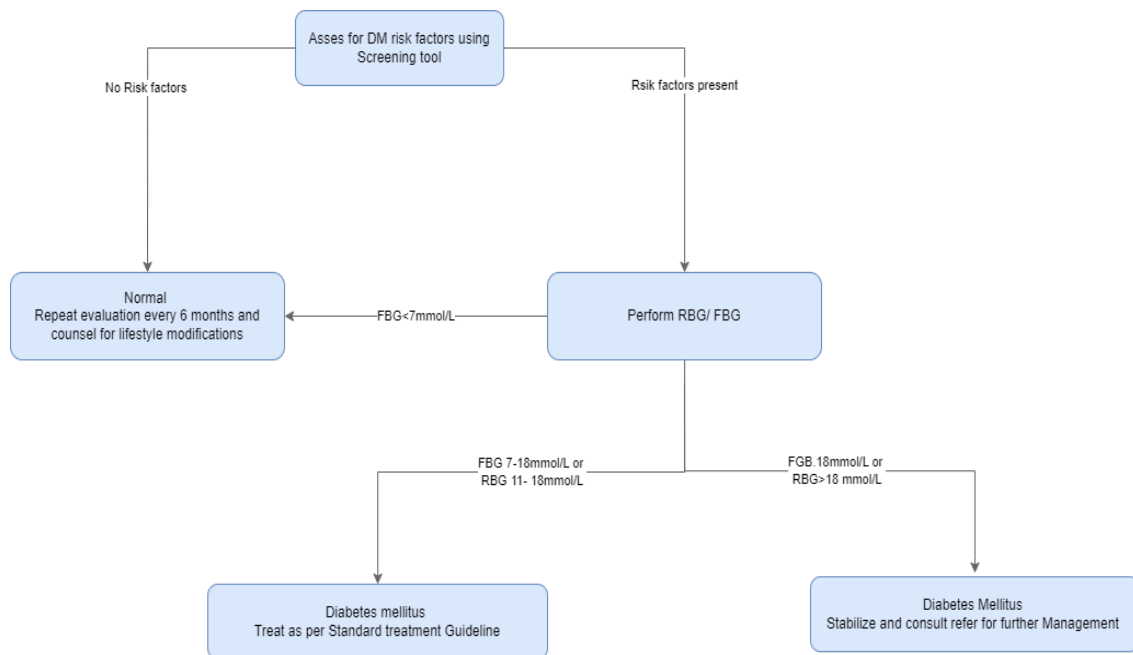 Asses for DM risk factors using
Screening tool
No Risk factors
Rsik factors present
Normal
Repeat evaluation every 6 months and
counsel for lifestyle modifications
FBG<7mmol/L
Perform RBG/ FBG
FBG 7-18mmol/L or
RBG 11- 18mmol/L
FGB.18mmol/L or
RBG>18 mmol/L
Diabetes mellitus
Treat as per Standard treatment Guideline
Diabetes Mellitus
Stabilize and consult refer for further Management